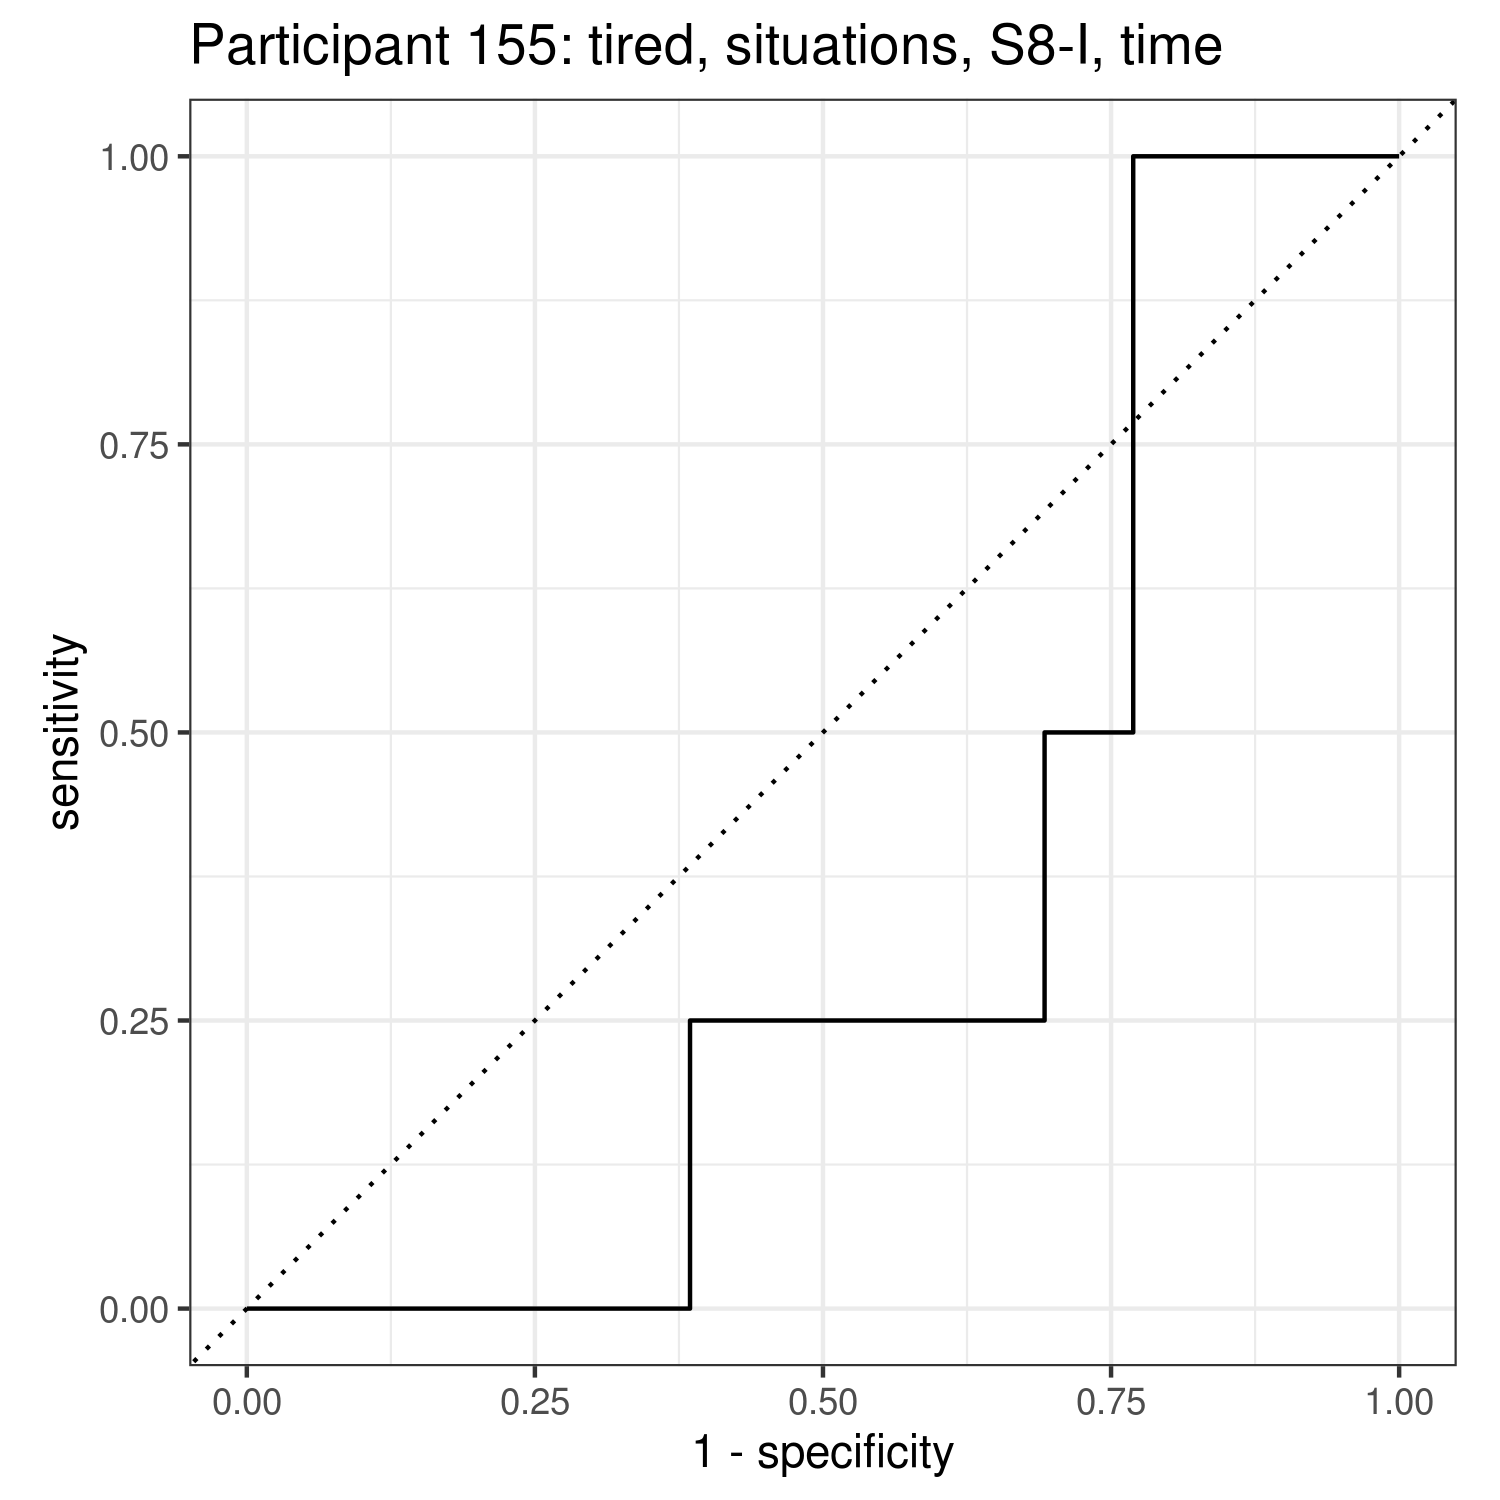 Participant 155: tired, situations, S8-I, time
1.00
0.75
0.50
0.25
0.00
sensitivity
0.00 0.25 0.50 0.75 1.00
1 - specificity